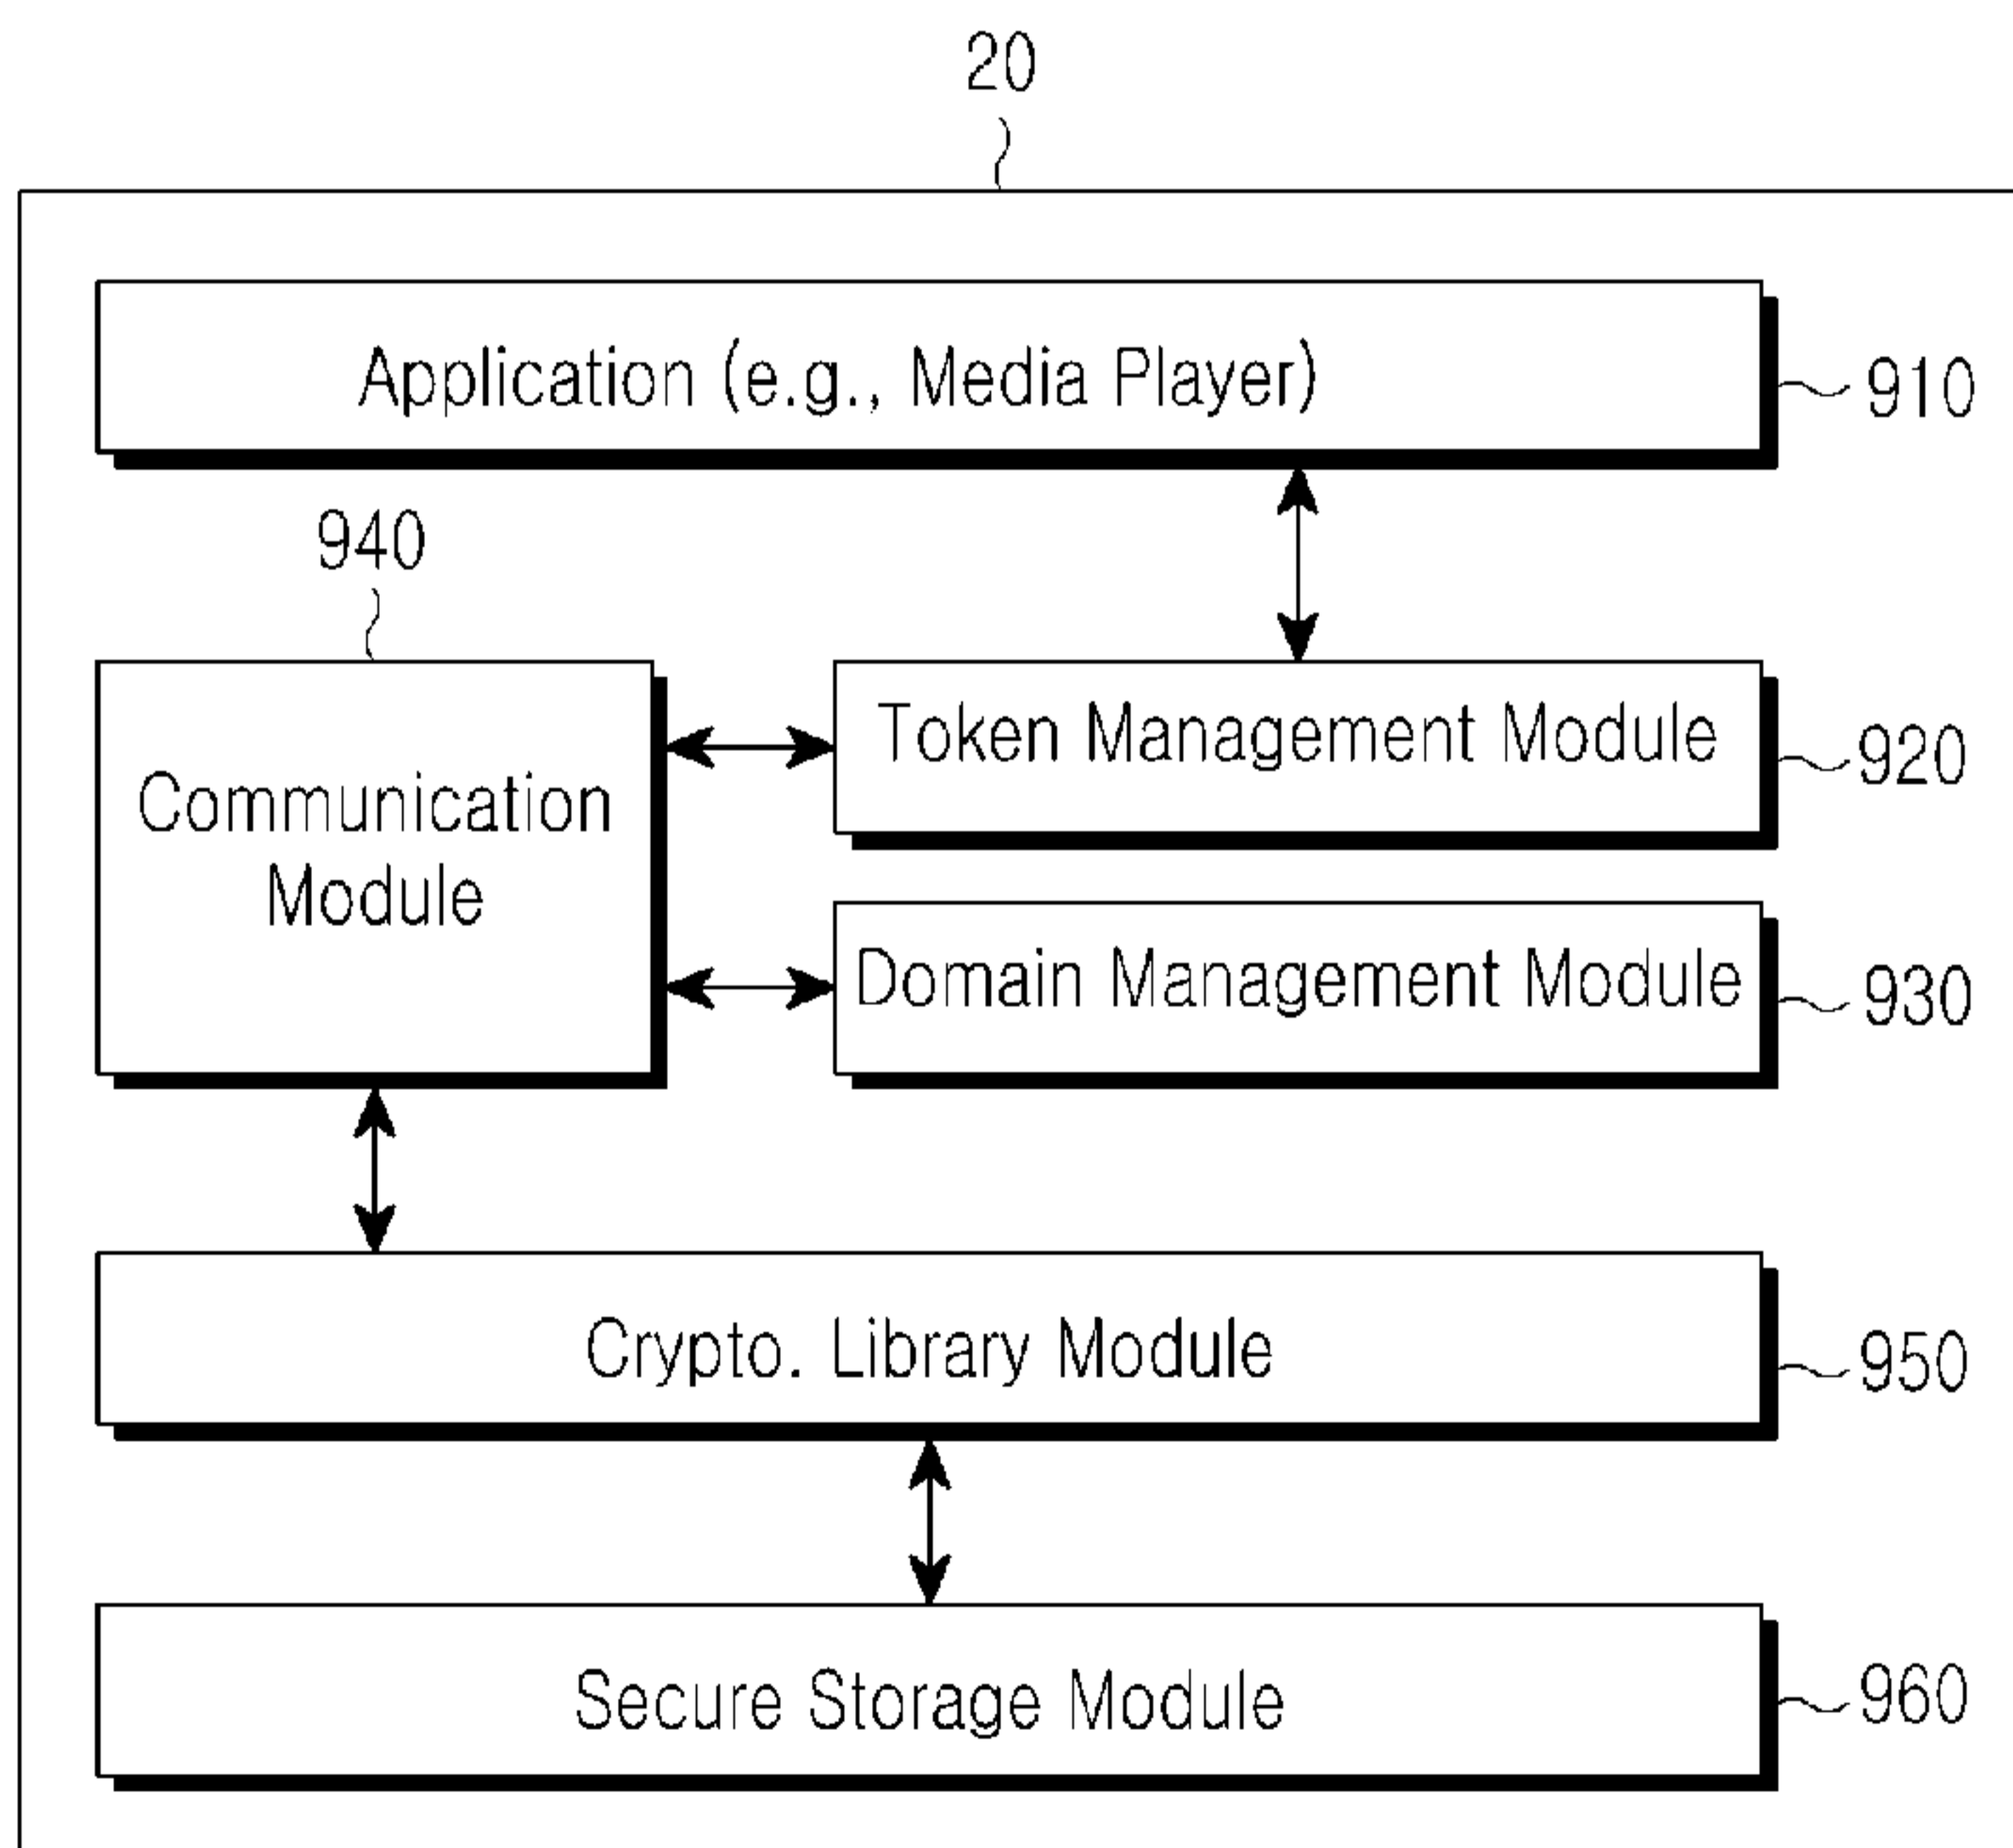 20
Application (e.g., Media Player)
910
940
Communication
Module
Token Management Module
920
Domain Management Module
930
Crypto. Library Module
950
Secure Storage Module
960